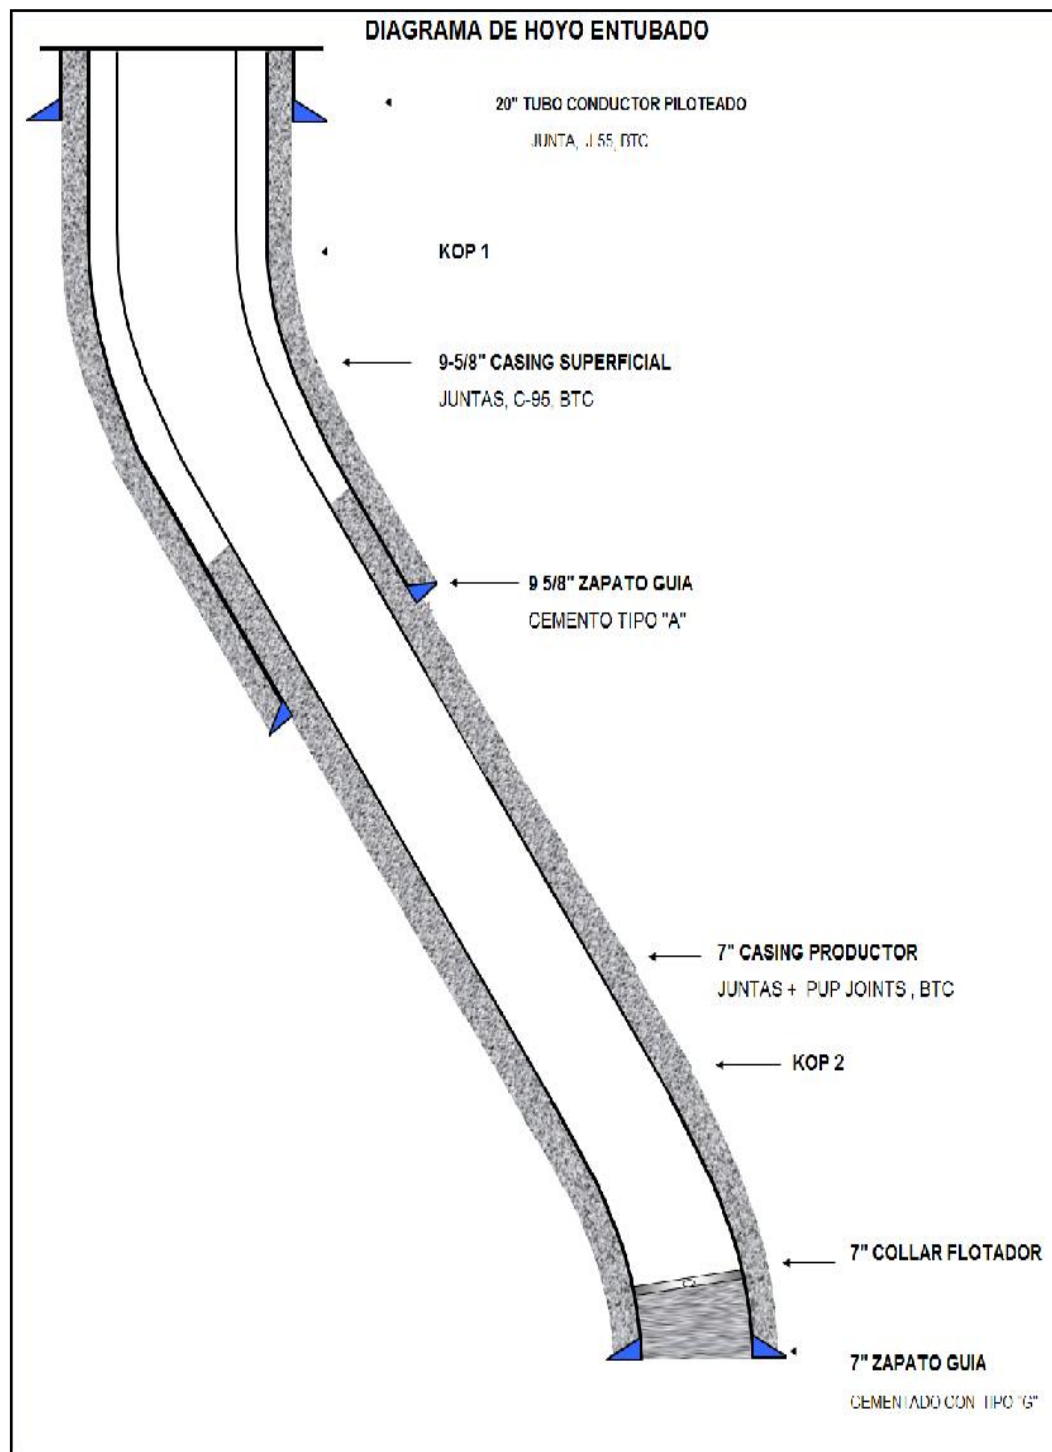 DIAGRAMA DE HOYO ENTUBADO
20" TUBO CONDUCTOR PILOTEADO
JUNTA, J 55, BTC
KOP 1
9-5/8" CASING SUPERFICIAL
JUNTAS, C-95, BTC
9 5/8" ZAPATO GUIA
CEMENTO TIPO "A"
7" CASING PRODUCTOR
JUNTAS + PUP JOINTS , BTC
KOP 2
7" COLLAR FLOTADOR
7" ZAPATO GUIA
CEMENTADO CON TIPO "G"